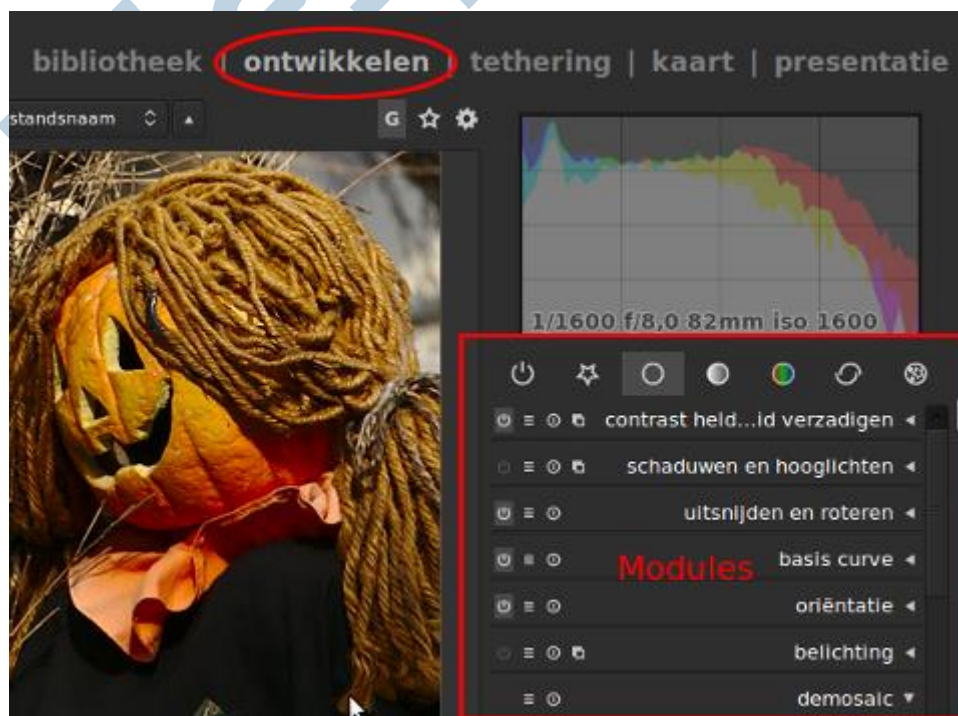 bibliotheek | ontwikkelen | tethering | kaart | presentatie
standsnaam
G
1/1600 f/8,0 82mm iso 1600
contrast held...id verzadigen
schaduwen en hooglichten
uitsnijden en roteren
Modules
basis curve
oriëntatie
belichting
demosaic